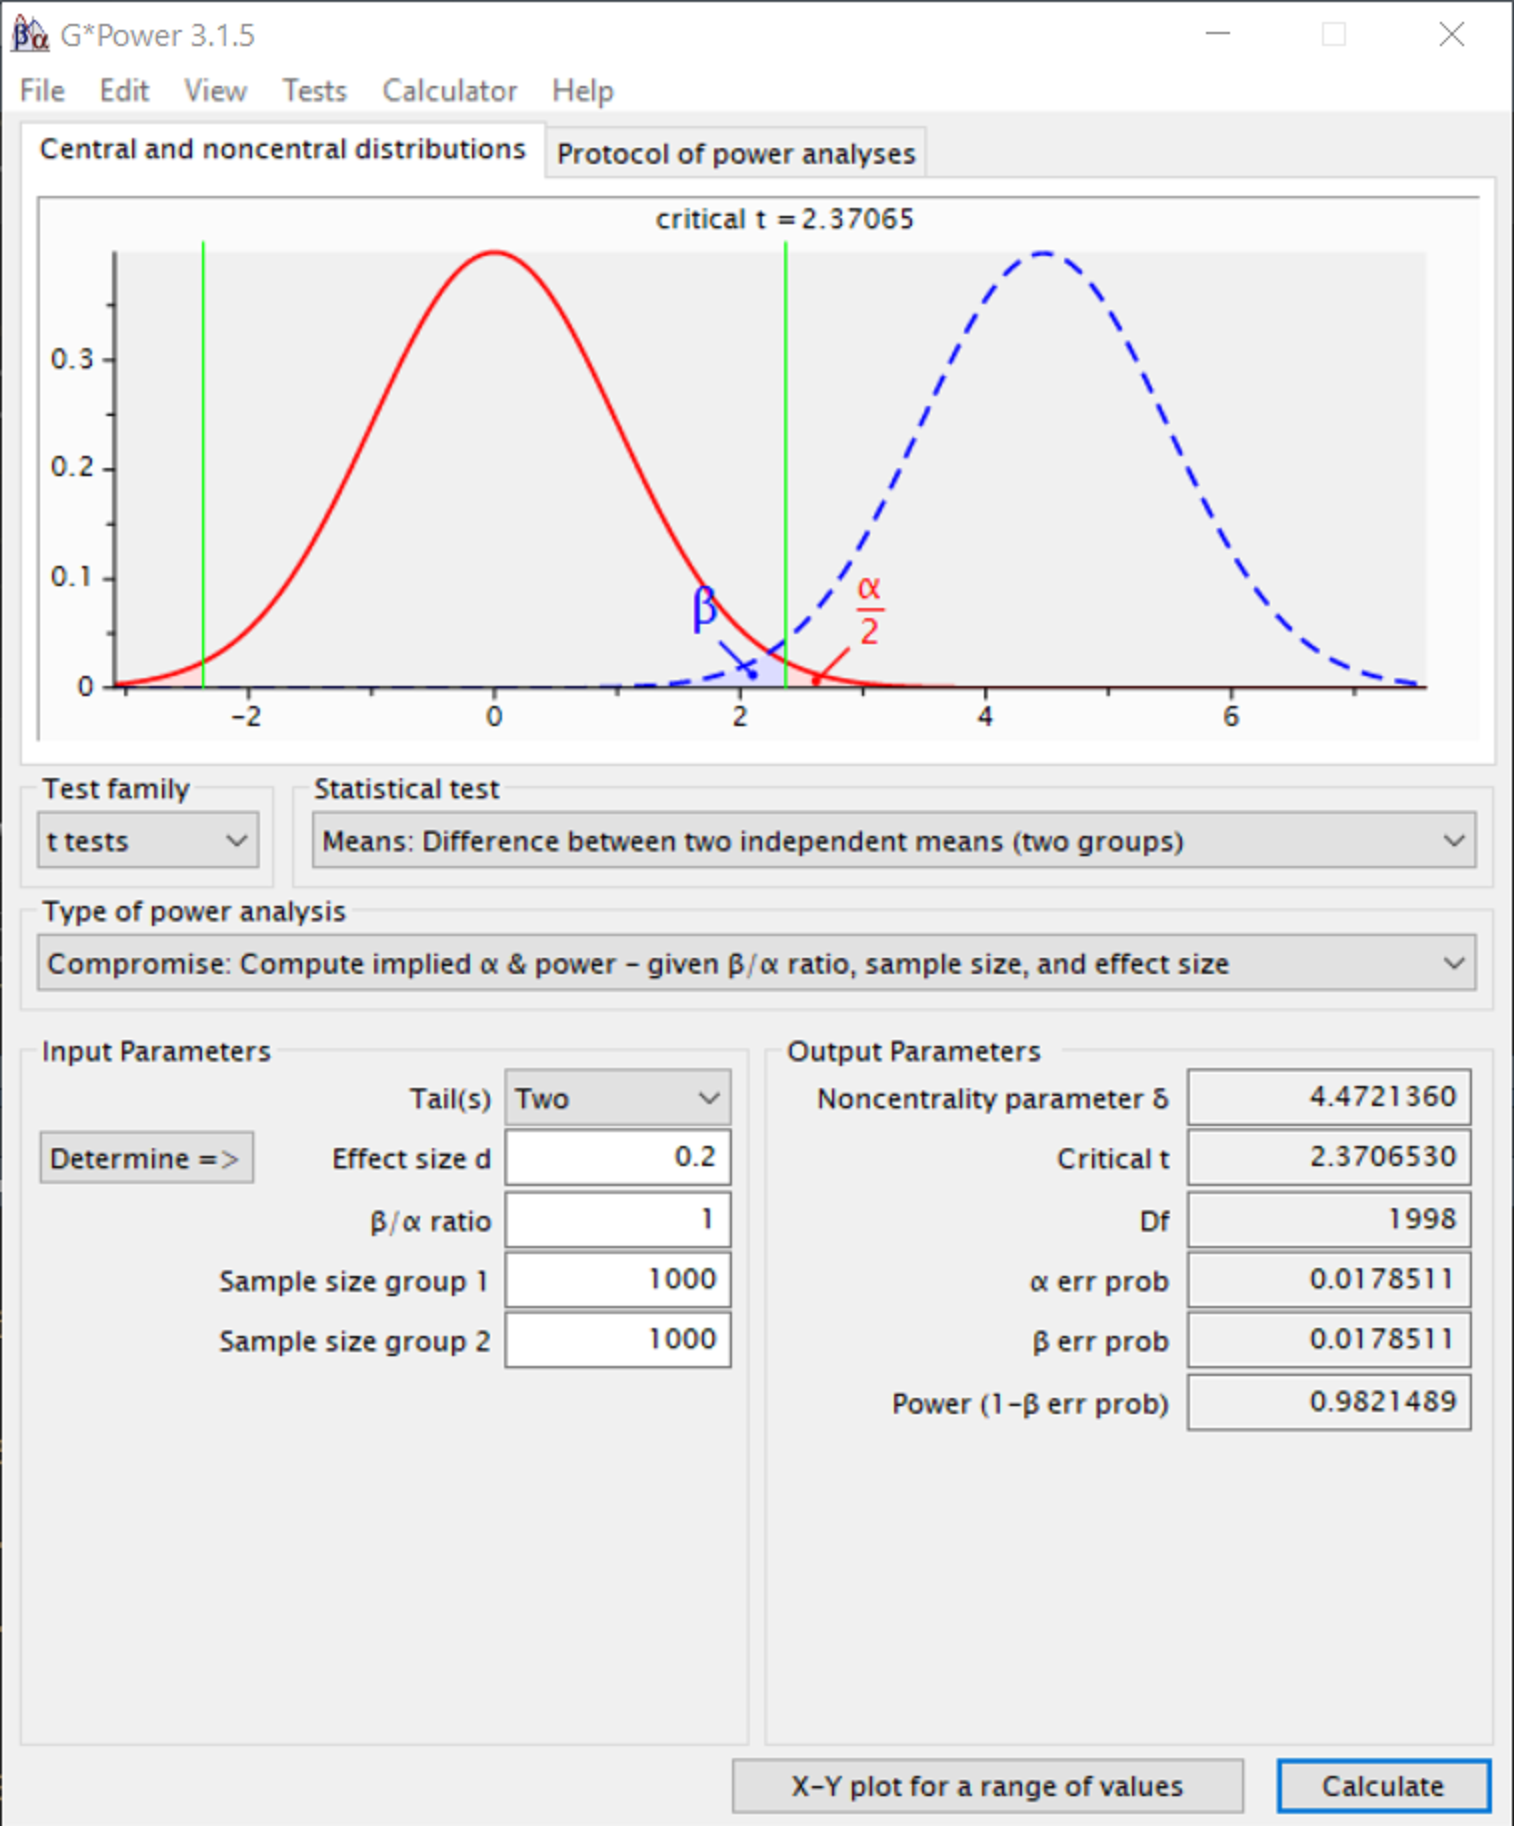 G*Power 3.1.5
File Edit View Tests Calculator Help
Central and noncentral distributions Protocol of power analyses
critical t = 2.37065
0.3
0.2
0.1
0
β
α
2
-2 0 2 4 6
Test family Statistical test
t tests Means: Difference between two independent means (two groups)
Type of power analysis
Compromise: Compute implied α & power - given β/α ratio, sample size, and effect size
Input Parameters Output Parameters
Tail(s) Two Noncentrality parameter δ 4.4721360
Determine => Effect size d 0.2 Critical t 2.3706530
β/α ratio 1 Df 1998
Sample size group 1 1000 α err prob 0.0178511
Sample size group 2 1000 β err prob 0.0178511
Power (1-β err prob) 0.9821489
X-Y plot for a range of values Calculate